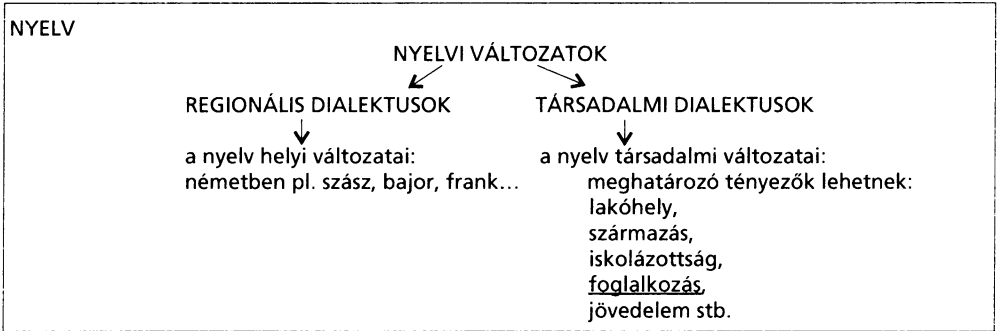 NYELV
NYELVI VÁLTOZATOK
REGIONÁLIS DIALEKTUSOK
a nyelv helyi változatai:
németben pl. szász, bajor, frank...
TÁRSADALMI DIALEKTUSOK
a nyelv társadalmi változatai:
meghatározó tényezők lehetnek:
lakóhely,
származás,
iskolázottság,
foglalkozás,
jövedelem stb.